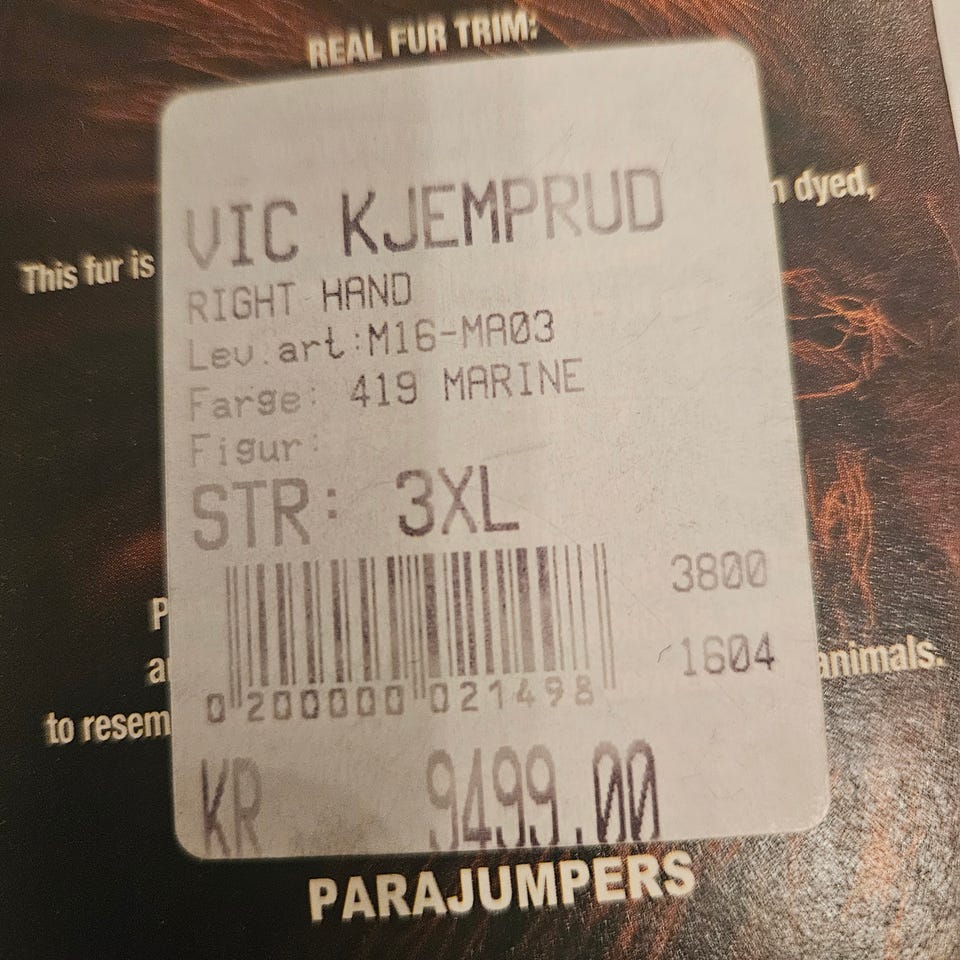 REAL FUR TRIM:
VIC KJEMPRUD
n dyed,
This fur is
RIGHT HAND
Lev.art:M16-MA03
Farge: 419 MARINE
Figur:
STR: 3XL
3800
1604
animals.
to resem
0 200000 021498
KR 9499.00
PARAJUMPERS